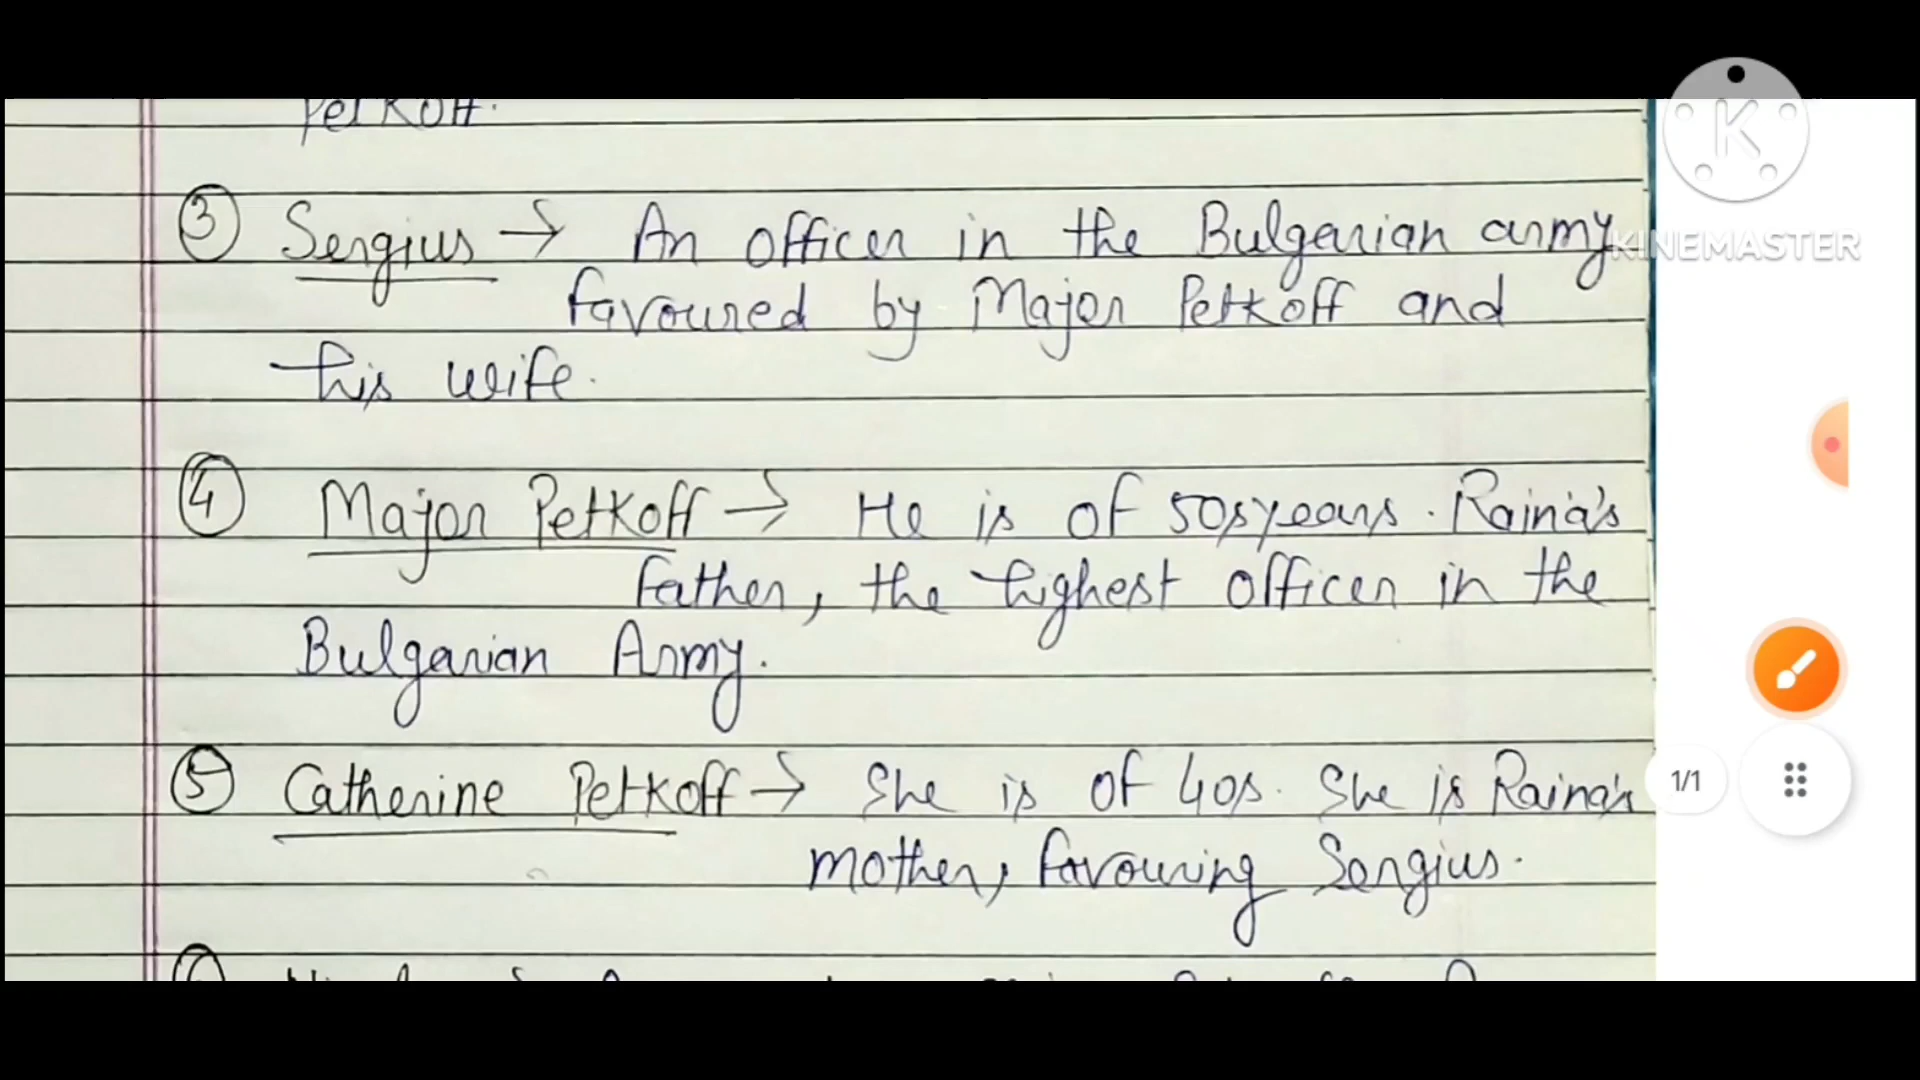 Petkoff.
③ Sergius → An officer in the Bulgarian army
favoured by Major Petkoff and
his wife.
④ Major Petkoff → He is of 50s years. Raina's
Father, the highest officer in the
Bulgarian Army.
⑤ Catherine Petkoff → She is of 40s. She is Raina's
mother, favouring Sergius.
K
KINEMASTER
1/1